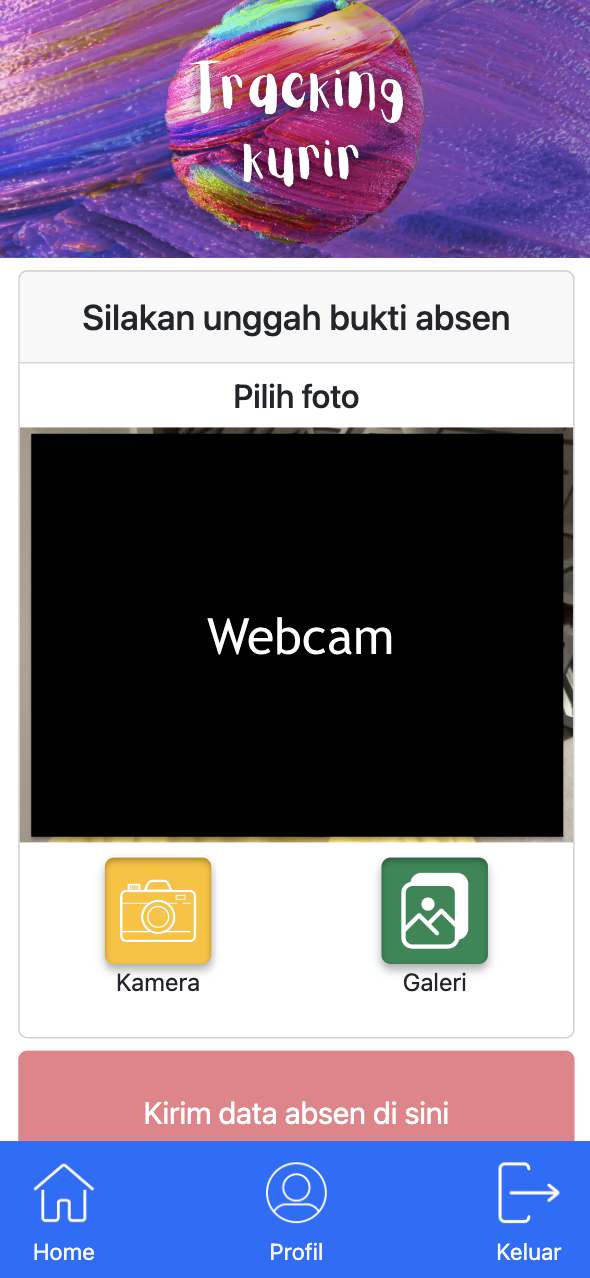 Tracking
kurir
Silakan unggah bukti absen
Pilih foto
Webcam
Kamera
Galeri
Kirim data absen di sini
Home
Profil
Keluar